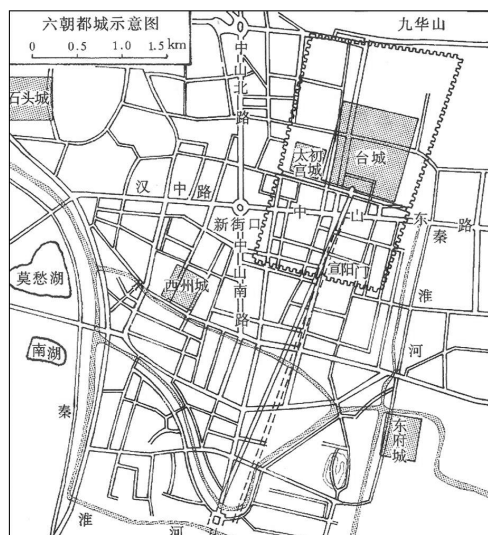 六朝都城示意图
0 0.5 1.0 1.5 km
九华山
石头城
中山北路
太初宫城
台城
汉中路
新街口
中山东路
秦淮河
宣阳门
中山南路
西州城
莫愁湖
南湖
东府城
秦淮河